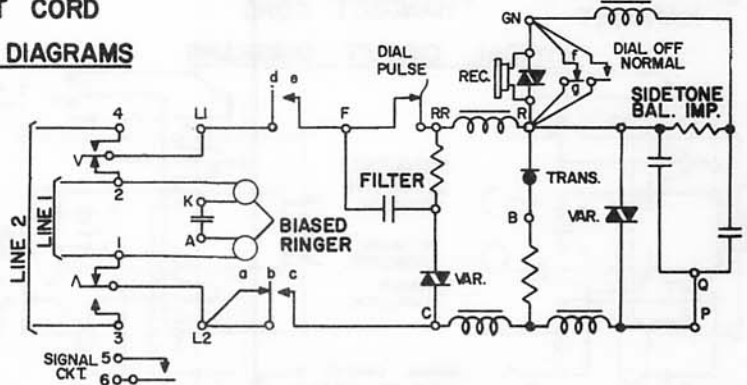 T CORD
DIAGRAMS
GN
f
g
DIAL OFF
NORMAL
REC.
DIAL
PULSE
d e
SIDETONE
BAL. IMP.
4
L1
F
RR
R
V
FILTER
TRANS.
2
K
LINE 2
LINE 1
BIASED
RINGER
B
VAR.
A
1
a b c
VAR.
Q
C
P
3
L2
SIGNAL
CKT.
5
6